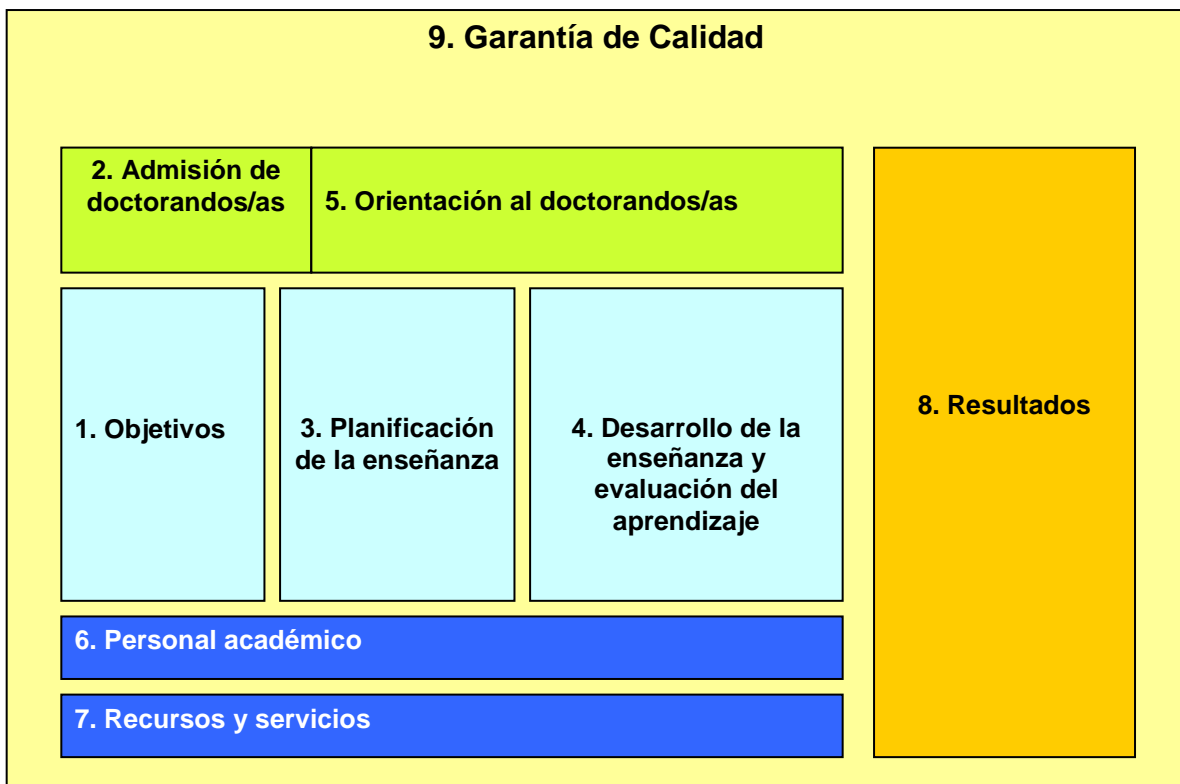 9. Garantía de Calidad
2. Admisión de
doctorandos/as
5. Orientación al doctorandos/as
1. Objetivos
3. Planificación
de la enseñanza
4. Desarrollo de la
enseñanza y
evaluación del
aprendizaje
8. Resultados
6. Personal académico
7. Recursos y servicios